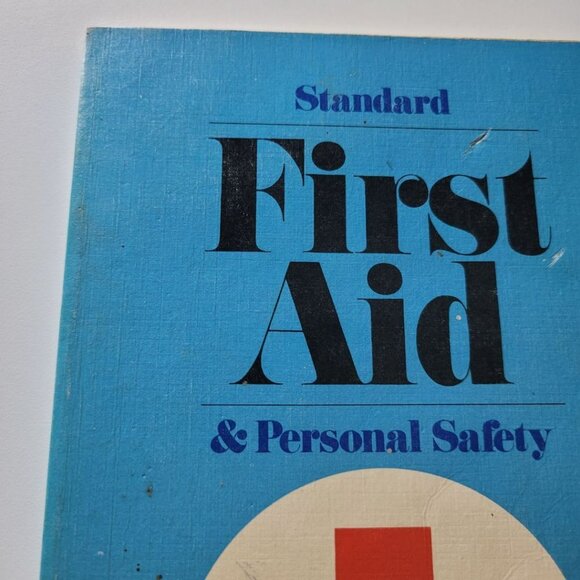 Standard
First
Aid
& Personal Safety